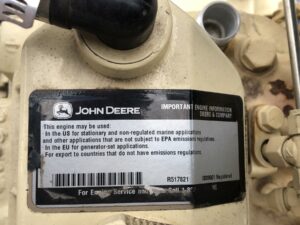 JOHN DEERE
IMPORTANT ENGINE INFORMATION
DEERE & COMPANY
This engine may be used:
· In the US for stationary and non-regulated marine applications
and other applications that are not subject to EPA emissions regulations.
· In the EU for generator-set applications.
· For export to countries that do not have emissions regulations.
R517821
Registered
For Engine Service